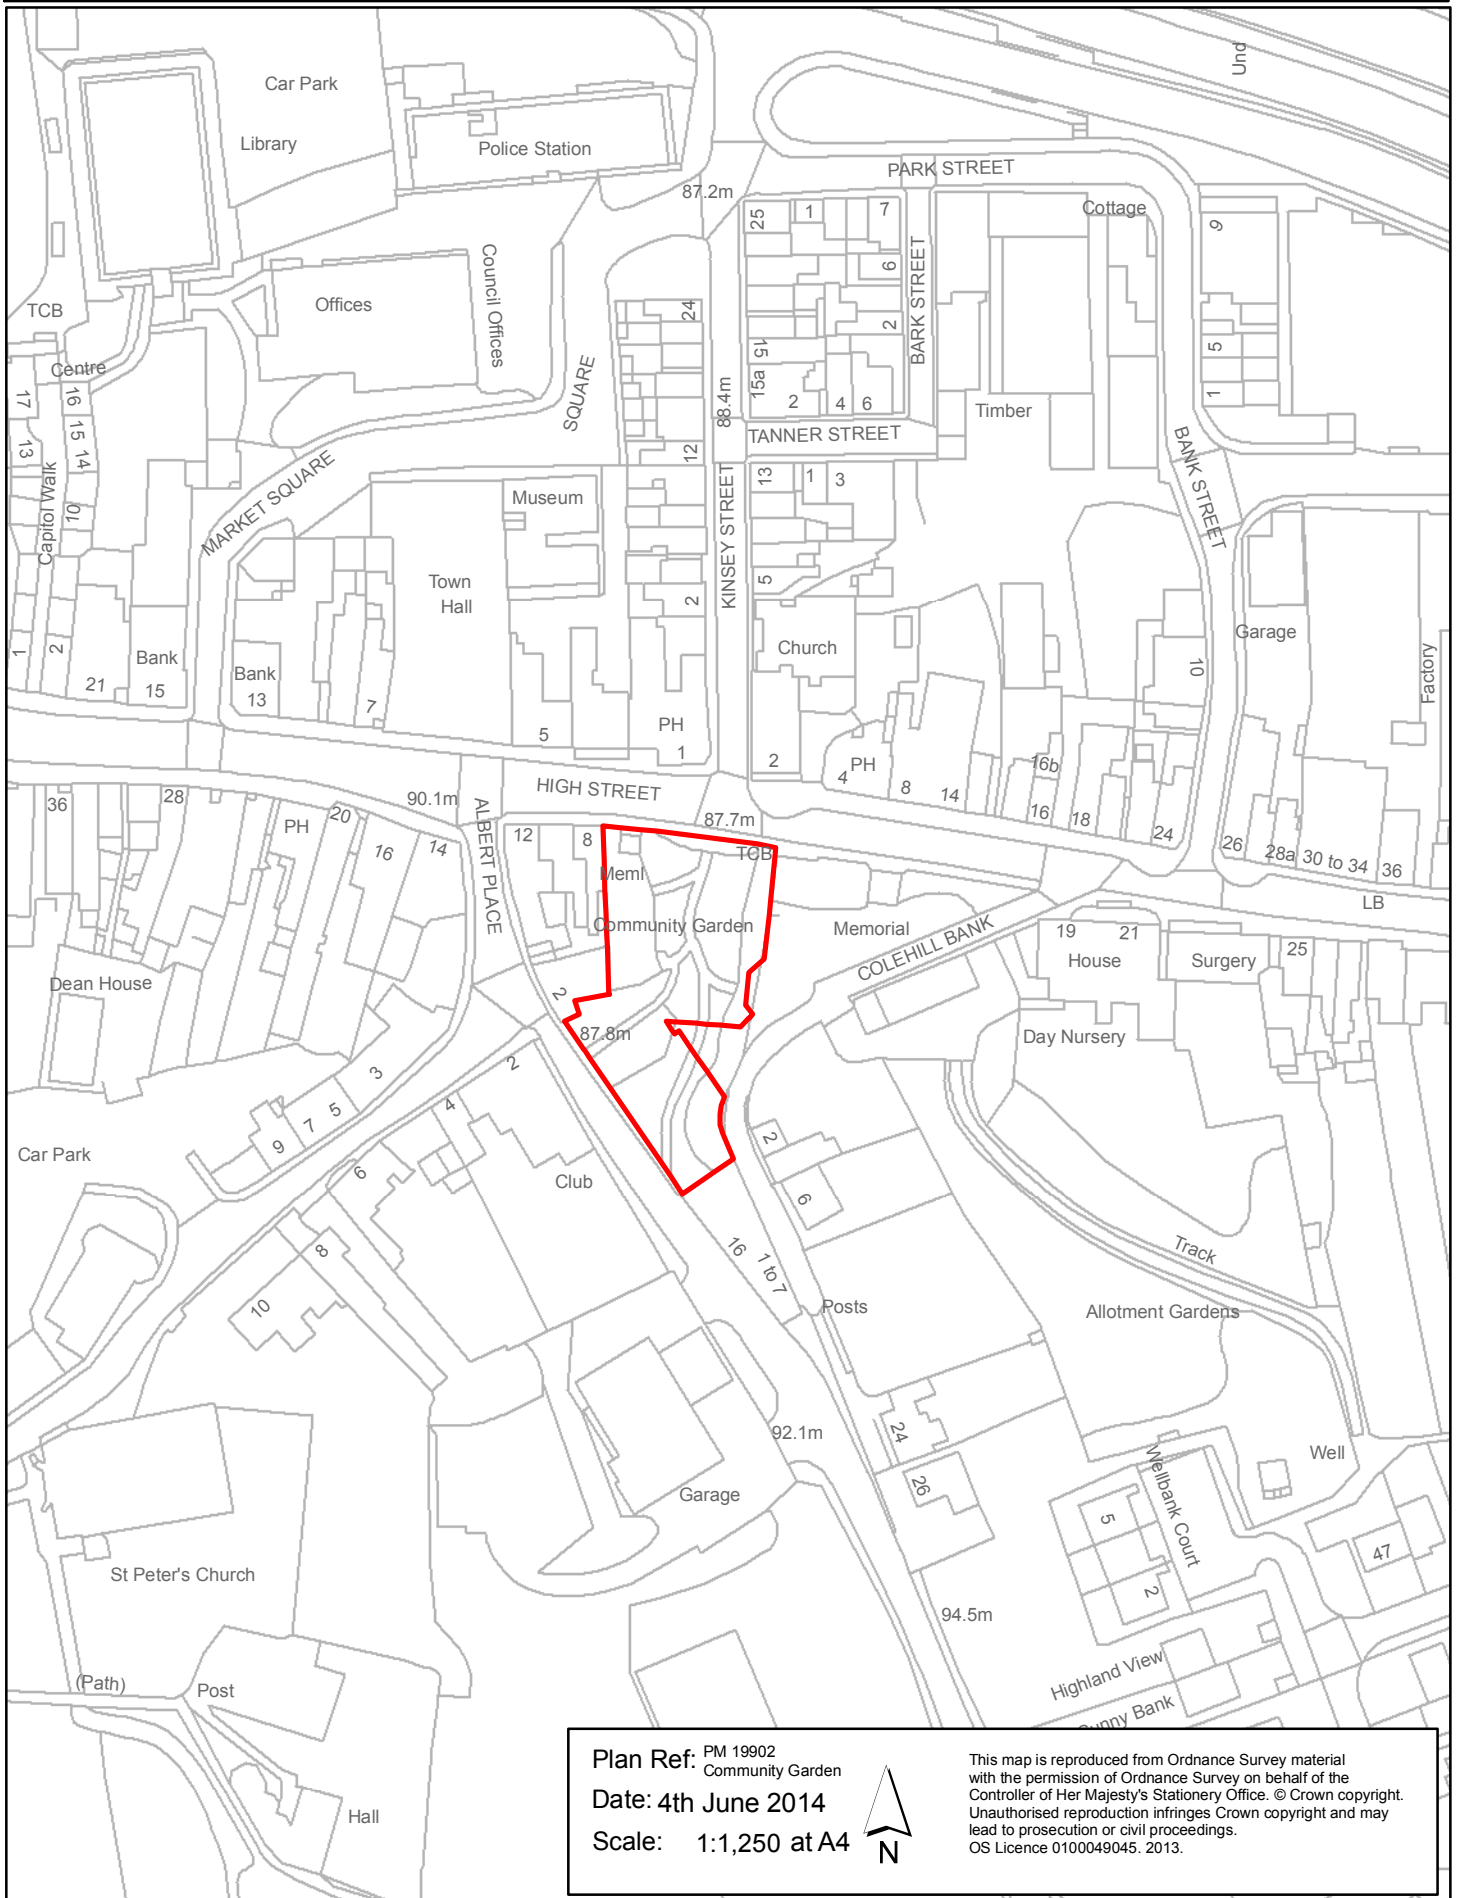 Car Park
Und
Library
Police Station
PARK STREET
87.2m
Cottage
25
1
7
9
6
Council Offices
BARK STREET
TCB
Offices
24
2
15
5
Centre
SQUARE
88.4m
15a
2
4
6
1
17
16
Timber
TANNER STREET
BANK STREET
15
13
14
12
Capitol Walk
MARKET SQUARE
Museum
13
1
3
10
KINSEY STREET
Town
Hall
5
2
Church
Garage
1
2
Bank
Bank
10
Factory
21
15
13
7
5
PH
1
2
PH
4
8
14
16b
16
18
24
HIGH STREET
90.1m
36
28
PH
20
16
14
ALBERT PLACE
12
8
87.7m
TCB
26
28a
30 to 34
36
LB
Meml
Community Garden
Memorial
COLEHILL BANK
19
21
House
Surgery
25
Dean House
2
87.8m
Day Nursery
2
3
5
7
9
4
Car Park
6
Club
2
6
8
10
16
1 to 7
Posts
Track
Allotment Gardens
24
92.1m
26
Garage
Well
Wellbank Court
5
2
47
St Peter's Church
94.5m
Highland View
Sunny Bank
(Path)
Post
Hall
Plan Ref: PM 19902
Community Garden
Date: 4th June 2014
Scale: 1:1,250 at A4
N
This map is reproduced from Ordnance Survey material
with the permission of Ordnance Survey on behalf of the
Controller of Her Majesty's Stationery Office. © Crown copyright.
Unauthorised reproduction infringes Crown copyright and may
lead to prosecution or civil proceedings.
OS Licence 0100049045. 2013.